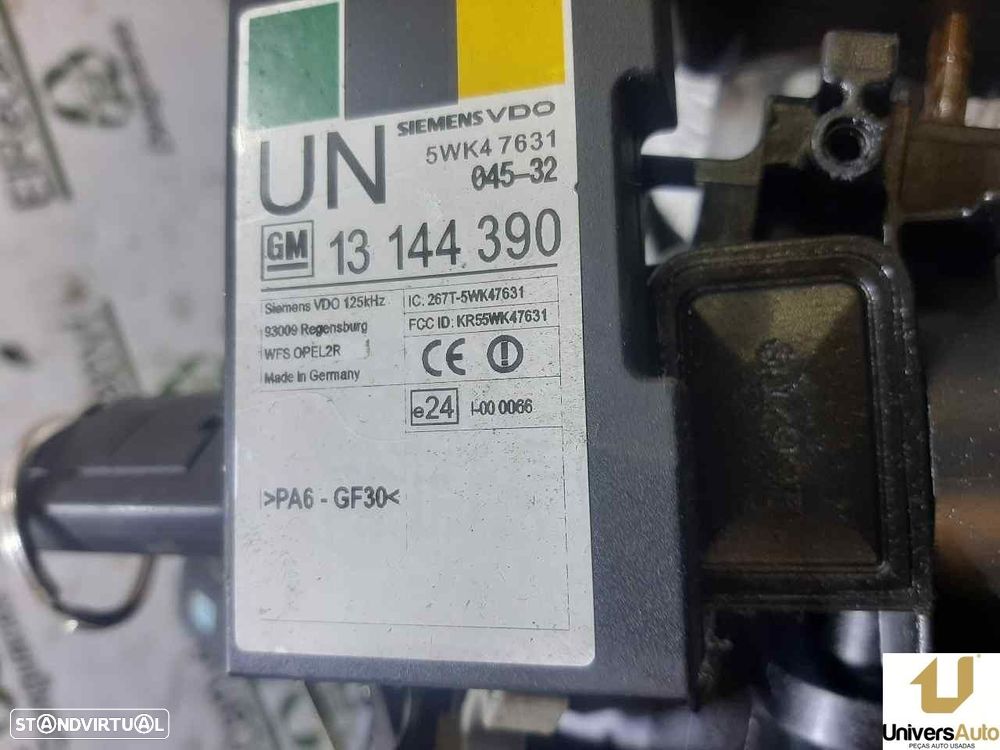 SIEMENS VDO
UN
5WK4 7631
045-32
GM 13 144 390
Siemens VDO 125kHz
93009 Regensburg
WFS OPEL2R 1
Made in Germany
IC. 267T-5WK47631
FCC ID: KR55WK47631
CE
e24 I-00 0066
>PA6 - GF30<
STANDVIRTUAL
UniversAuto
PEÇAS AUTO USADAS